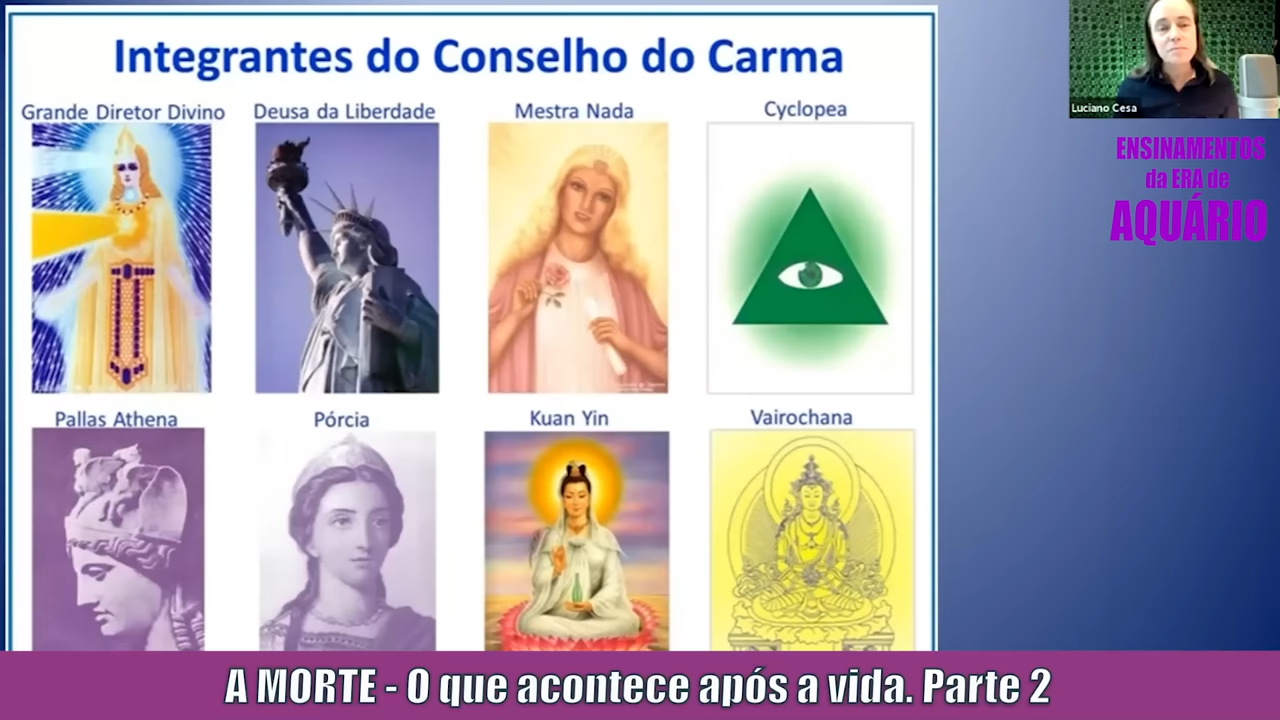 Integrantes do Conselho do Carma
Grande Diretor Divino
Deusa da Liberdade
Mestra Nada
Cyclopea
Pallas Athena
Pórcia
Kuan Yin
Vairochana
Luciano Cesa
ENSINAMENTOS
da ERA de
AQUÁRIO
A MORTE - O que acontece após a vida. Parte 2